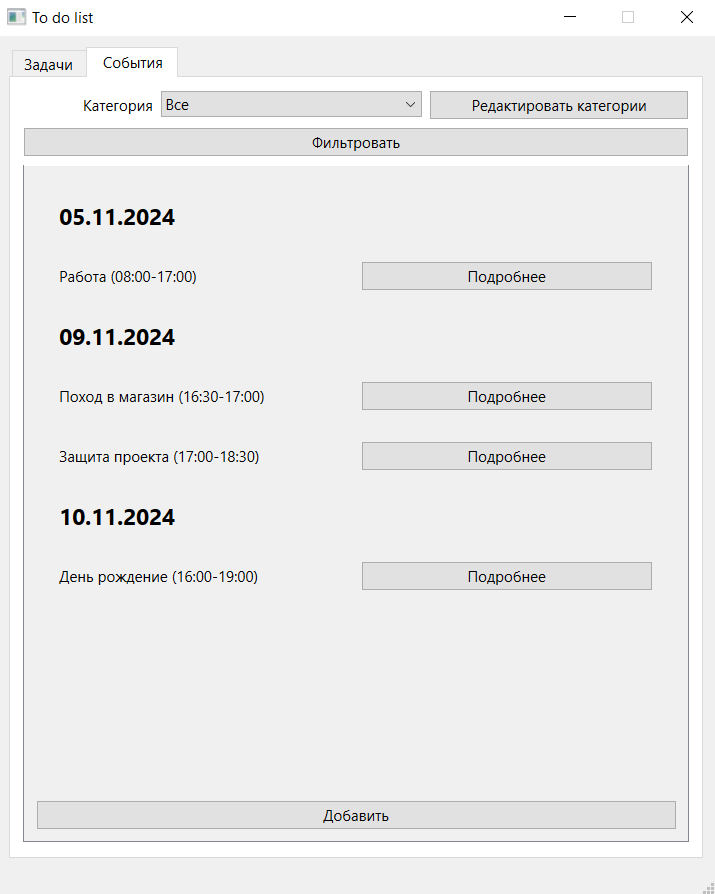 To do list
Задачи
События
Категория
Все
Редактировать категории
Фильтровать
05.11.2024
Работа (08:00-17:00)
Подробнее
09.11.2024
Поход в магазин (16:30-17:00)
Подробнее
Защита проекта (17:00-18:30)
Подробнее
10.11.2024
День рождение (16:00-19:00)
Подробнее
Добавить